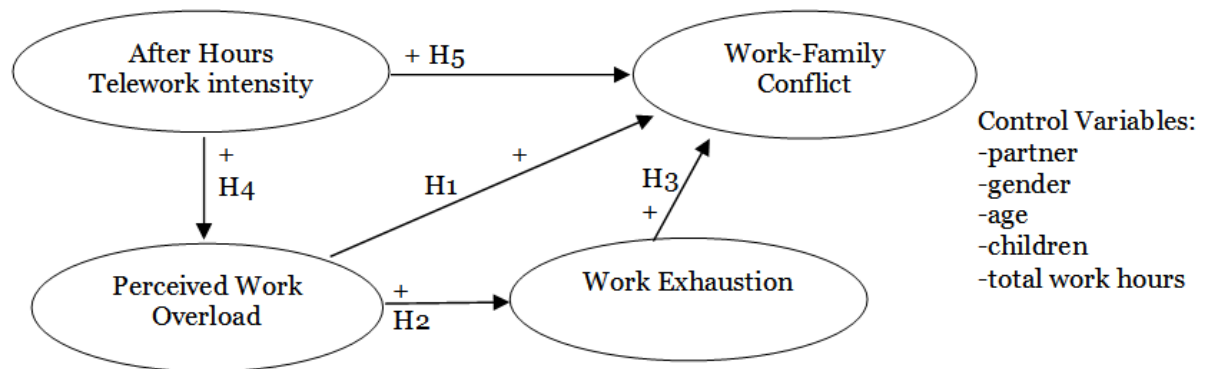 After Hours
Telework intensity
+ H5
Work-Family
Conflict
Control Variables:
-partner
-gender
-age
-children
-total work hours
+
H4
+
H1
H3
+
Perceived Work
Overload
+
H2
Work Exhaustion